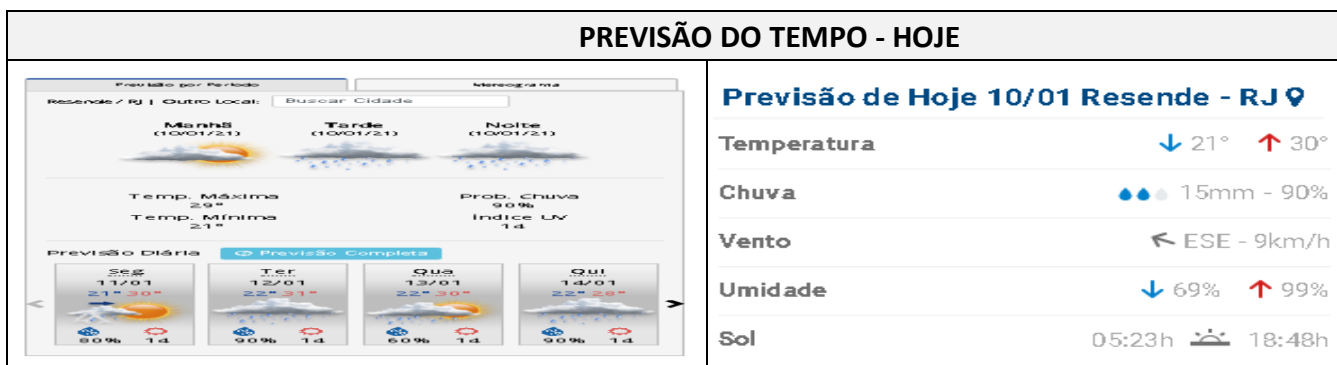 PREVISÃO DO TEMPO - HOJE
Previsão por Período
Meteograma
Resende / RJ | Outro Local: Buscar Cidade
Manhã Tarde Noite
(10/01/21) (10/01/21) (10/01/21)
Temp. Máxima Prob. Chuva
29° 90%
Temp. Mínima Índice UV
21° 14
Previsão Diária Previsão Completa
Seg Ter Qua Qui
11/01 12/01 13/01 14/01
21° 30° 22° 31° 22° 30° 22° 28°
80% 14 90% 14 60% 14 90% 14
Previsão de Hoje 10/01 Resende - RJ
Temperatura 21° 30°
Chuva 15mm - 90%
Vento ESE - 9km/h
Umidade 69% 99%
Sol 05:23h 18:48h